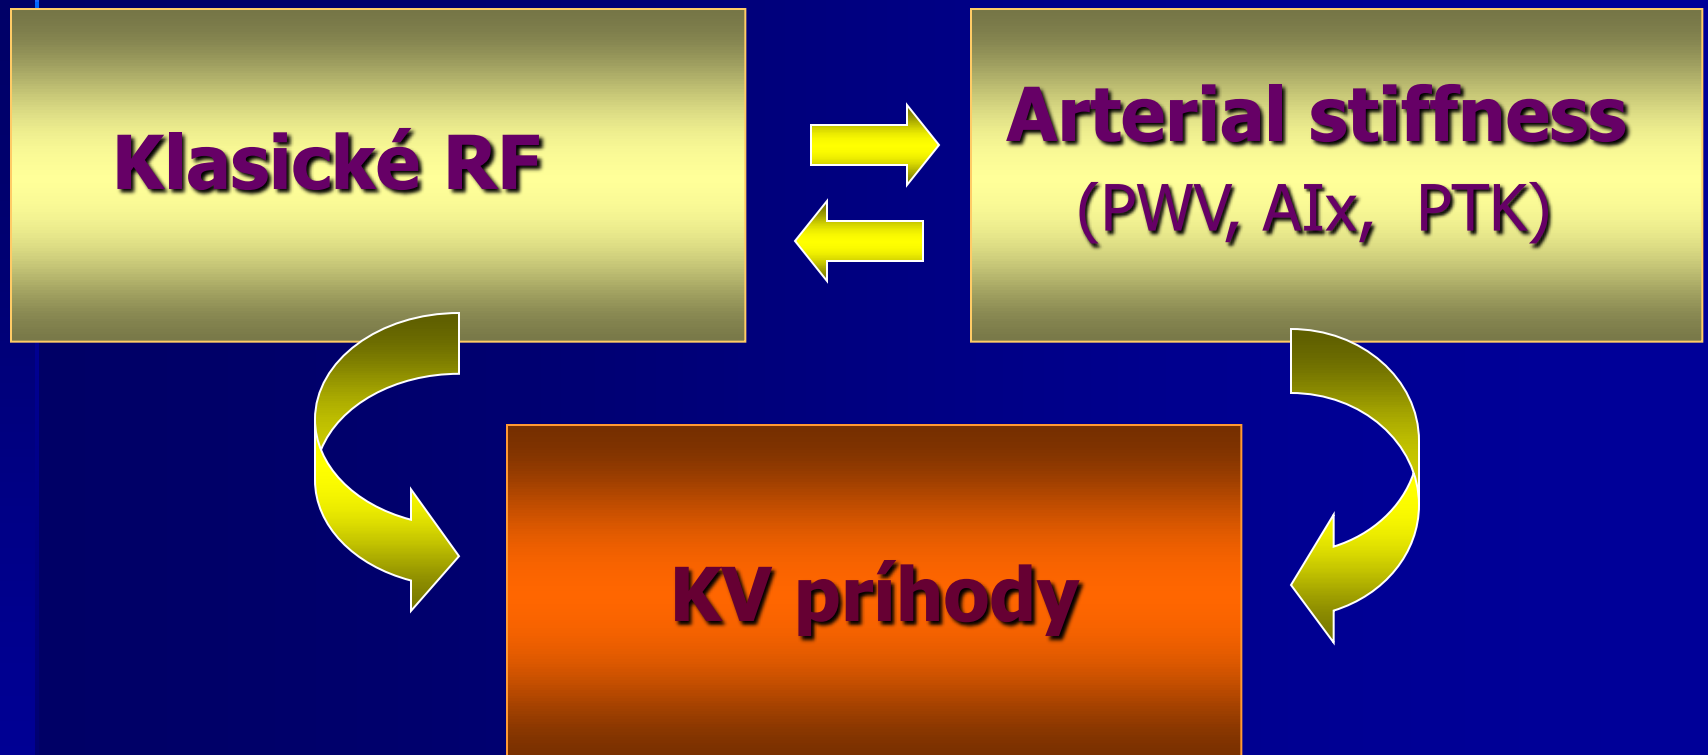 Klasické RF
Arterial stiffness
(PWV, AIx, PTK)
KV príhody